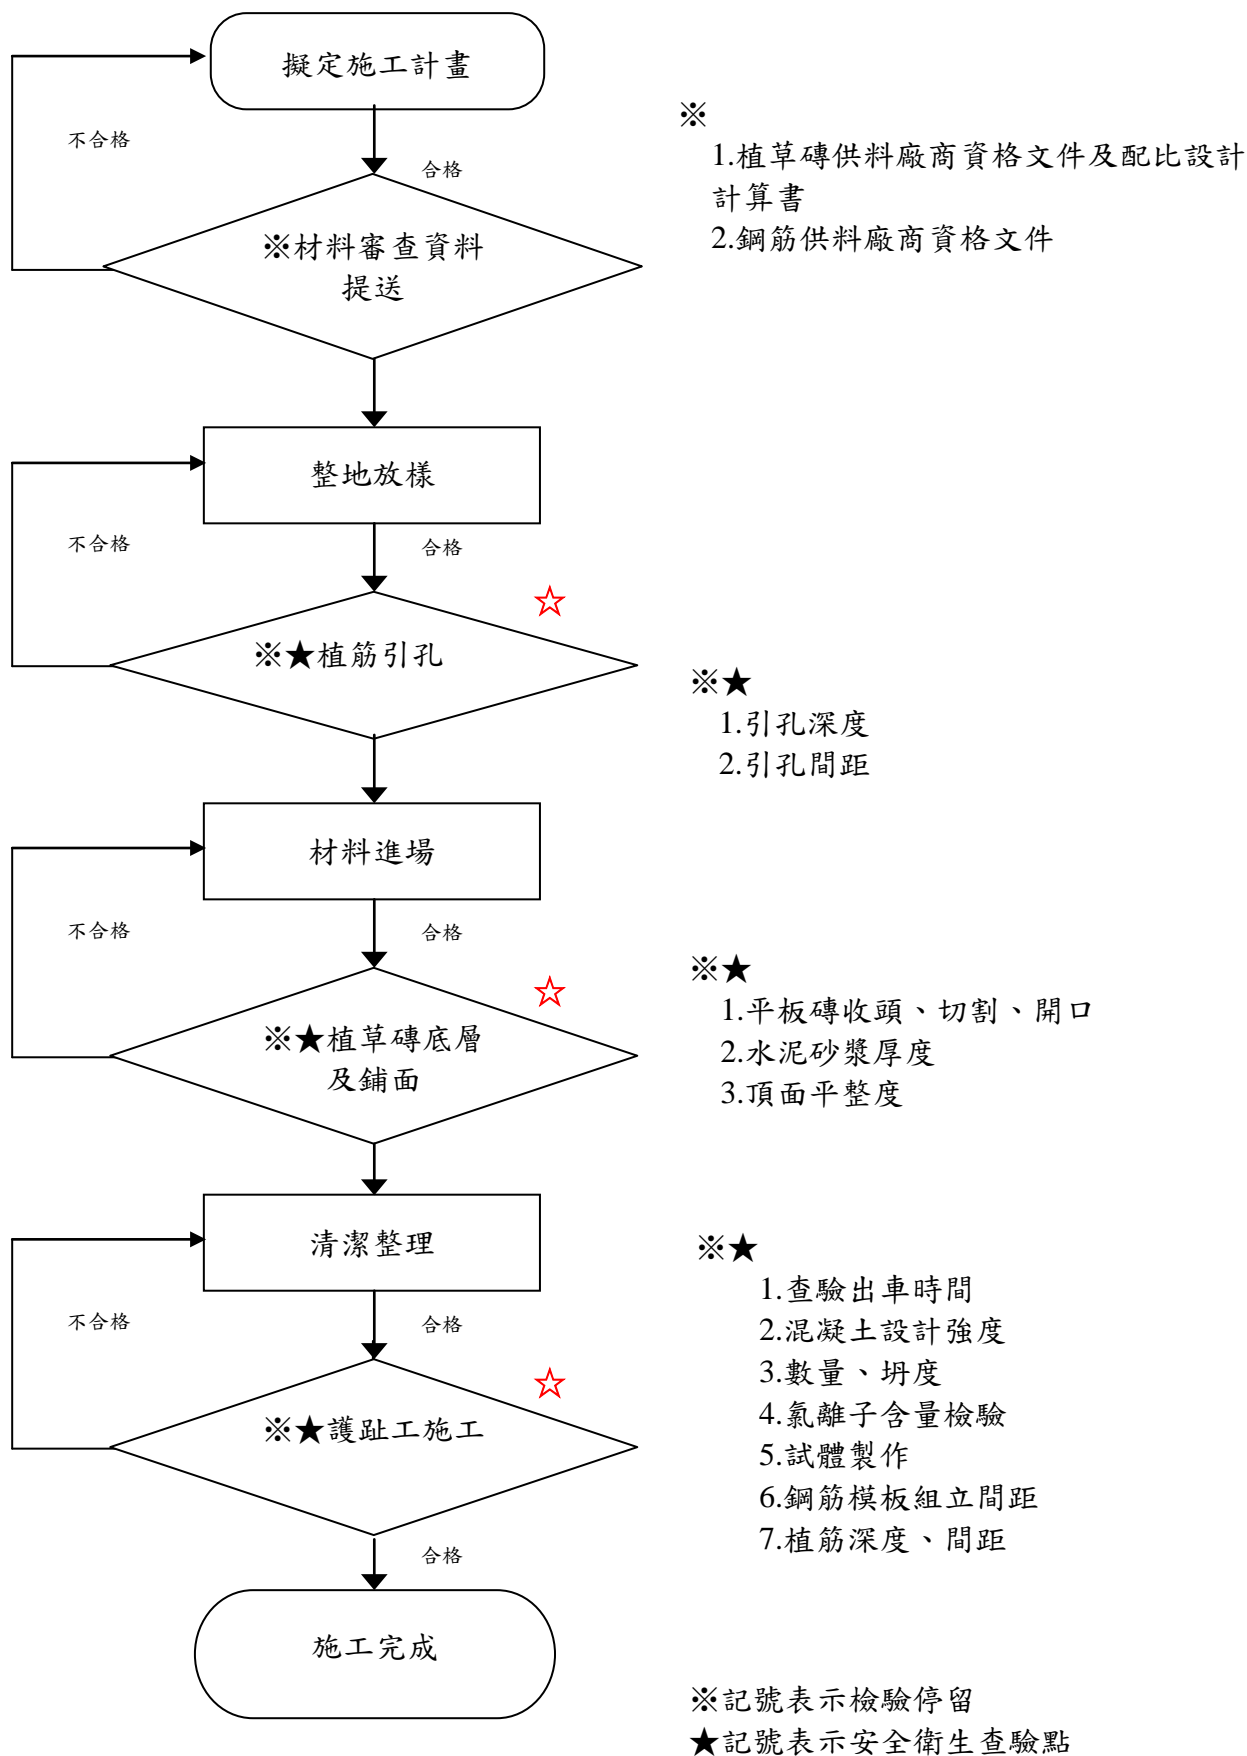 擬定施工計畫
不合格
合格
※
1.植草磚供料廠商資格文件及配比設計
計算書
2.鋼筋供料廠商資格文件
※材料審查資料
提送
整地放樣
不合格
合格
☆
※★植筋引孔
※★
1.引孔深度
2.引孔間距
材料進場
不合格
合格
☆
※★植草磚底層
及鋪面
※★
1.平板磚收頭、切割、開口
2.水泥砂漿厚度
3.頂面平整度
清潔整理
不合格
合格
☆
※★護趾工施工
※★
1.查驗出車時間
2.混凝土設計強度
3.數量、坍度
4.氯離子含量檢驗
5.試體製作
6.鋼筋模板組立間距
7.植筋深度、間距
合格
施工完成
※記號表示檢驗停留
★記號表示安全衛生查驗點